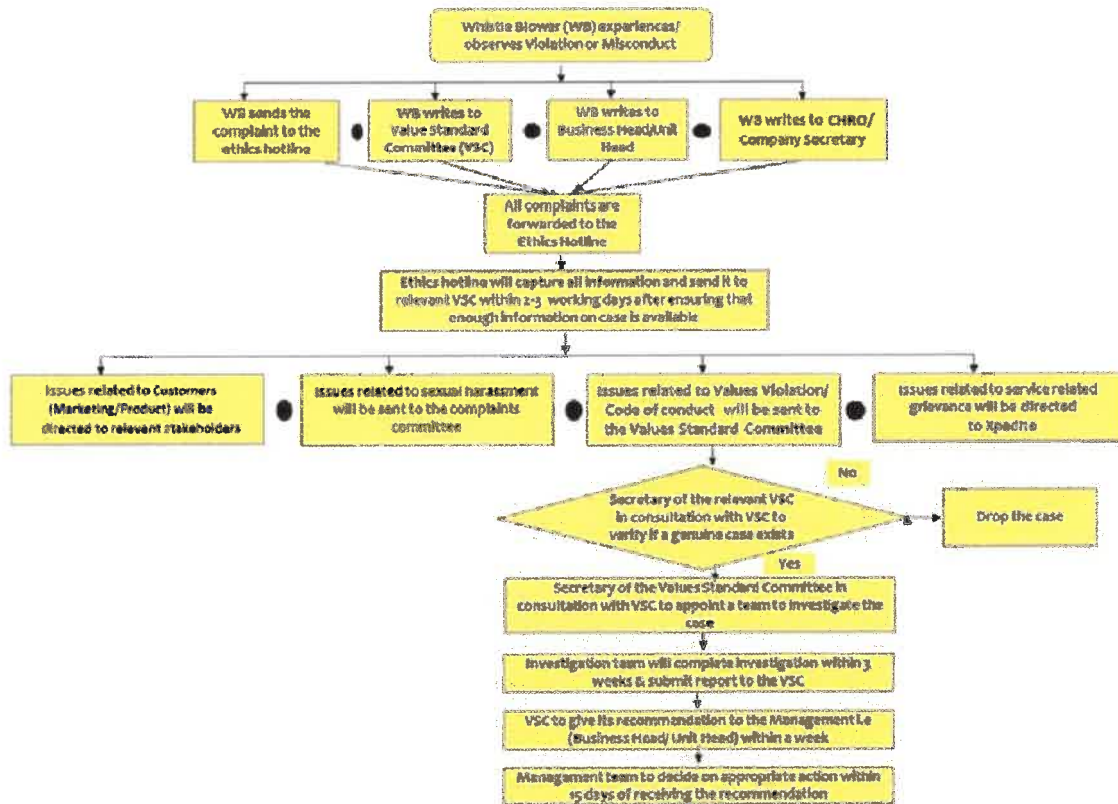 Whistle Blower (WB) experiences/
observes Violation or Misconduct
WB sends the
complaint to the
ethics hotline
WB writes to
Value Standard
Committee (VSC)
WB writes to
Business Head/Unit
Head
WB writes to CHRO/
Company Secretary
All complaints are
forwarded to the
Ethics Hotline
Ethics hotline will capture all information and send it to
relevant VSC within 2-3 working days after ensuring that
enough information on case is available
Issues related to Customers
(Marketing/Product) will be
directed to relevant stakeholders
Issues related to sexual harassment
will be sent to the complaints
committee
Issues related to Values Violation/
Code of conduct will be sent to
the Values Standard Committee
Issues related to service related
grievance will be directed
to Xpedite
No
Secretary of the relevant VSC
in consultation with VSC to
verify if a genuine case exists
Drop the case
Yes
Secretary of the Values Standard Committee in
consultation with VSC to appoint a team to investigate the
case
Investigation team will complete investigation within 3
weeks & submit report to the VSC
VSC to give its recommendation to the Management i.e
(Business Head/ Unit Head) within a week
Management team to decide on appropriate action within
15 days of receiving the recommendation